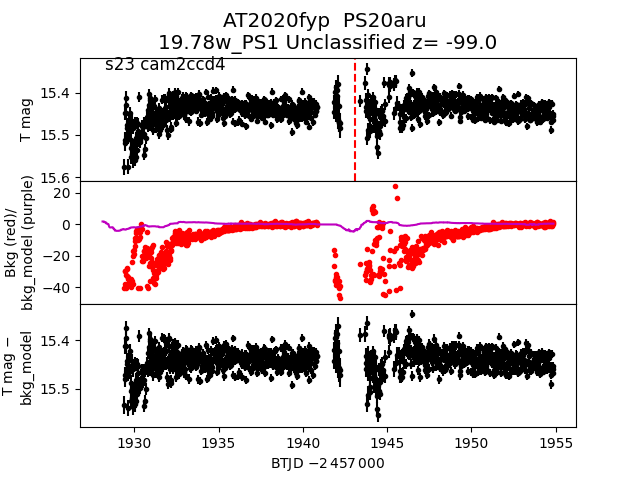 AT2020fyp  PS20aru
19.78w_PS1 Unclassified z= -99.0
s23 cam2ccd4
T mag
15.4
15.5
15.6
Bkg (red)/
bkg_model (purple)
20
0
−20
−40
T mag −
bkg_model
15.4
15.5
1930
1935
1940
1945
1950
1955
BTJD −2 457 000